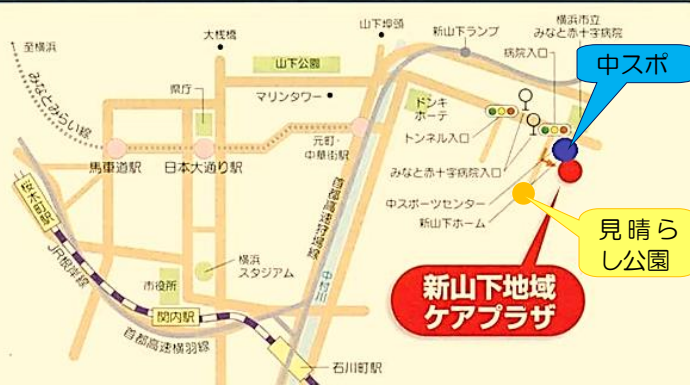 至横浜
みなとみらい線
大桟橋
山下埠頭
新山下ランプ
横浜市立
みなと赤十字病院
病院入口
中スポ
山下公園
県庁
マリンタワー
ドンキ
ホーテ
トンネル入口
馬車道駅
日本大通り駅
元町・
中華街駅
みなと赤十字病院入口
桜木町駅
首都高速狩場線
中スポーツセンター
新山下ホーム
見晴ら
し公園
JR根岸線
横浜
スタジアム
中村川
市役所
新山下地域
ケアプラザ
関内駅
首都高速横羽線
石川町駅